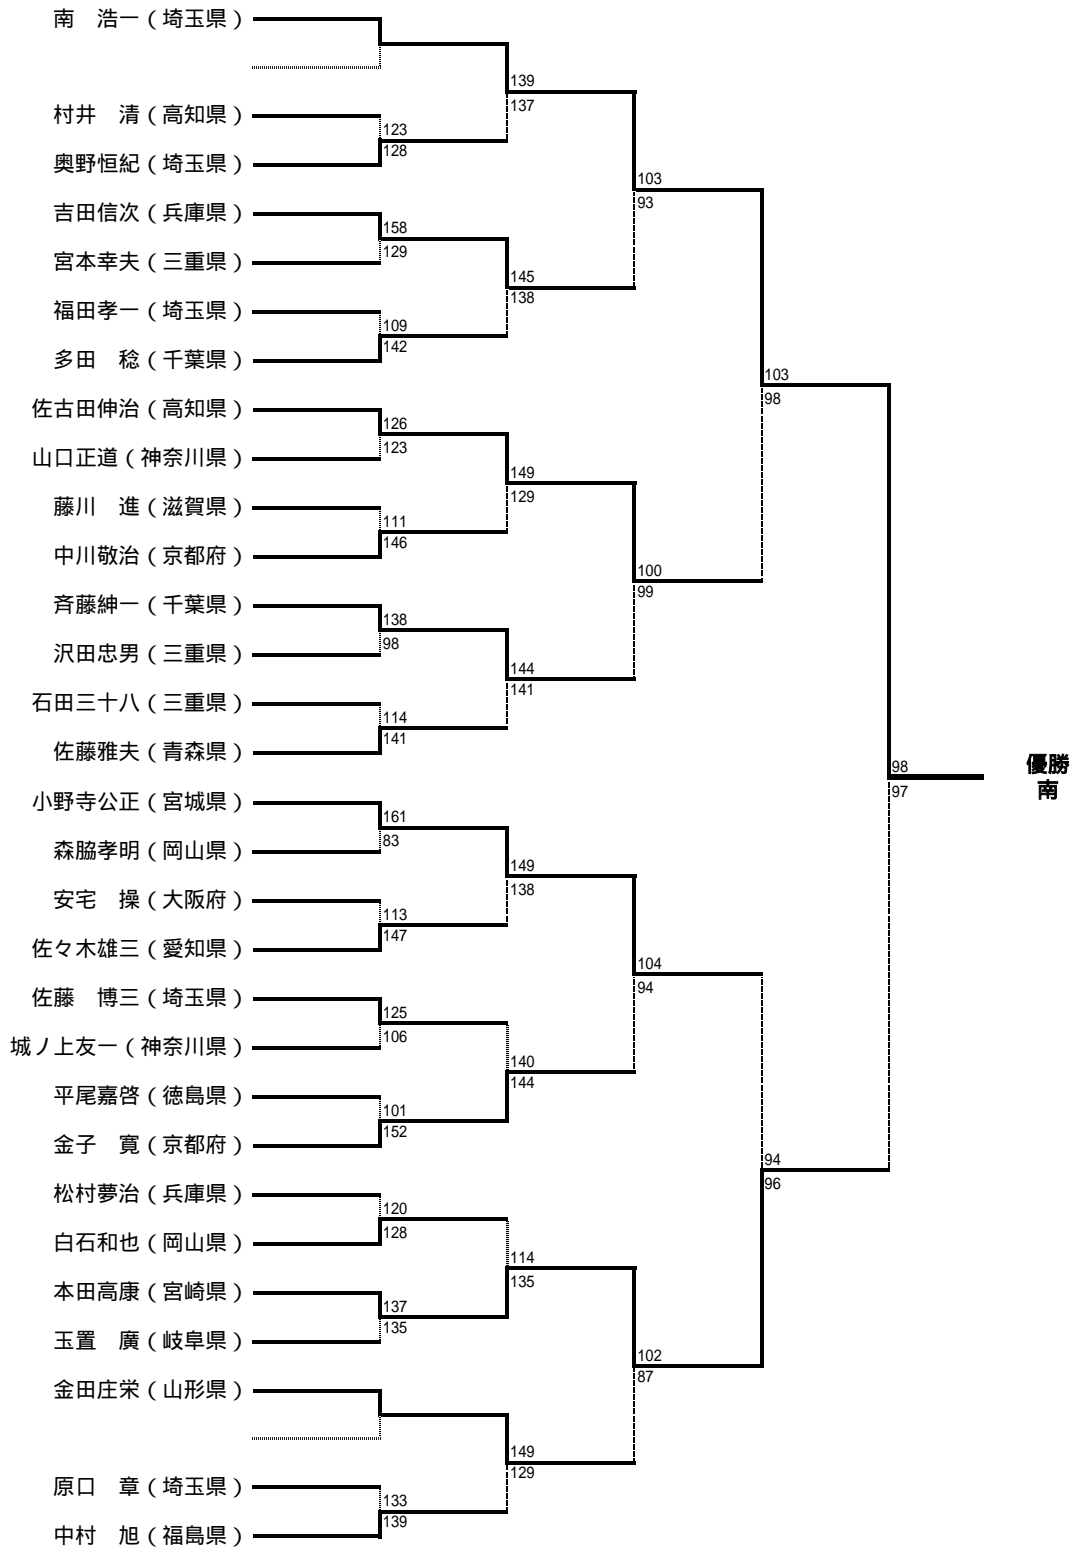 南　浩一（埼玉県）
139
137
村井　清（高知県）
123
128
奥野恒紀（埼玉県）
103
93
吉田信次（兵庫県）
158
129
宮本幸夫（三重県）
145
138
福田孝一（埼玉県）
109
142
多田　稔（千葉県）
103
98
佐古田伸治（高知県）
126
123
山口正道（神奈川県）
149
129
藤川　進（滋賀県）
111
146
中川敬治（京都府）
100
99
斉藤紳一（千葉県）
138
98
沢田忠男（三重県）
144
141
石田三十八（三重県）
114
141
佐藤雅夫（青森県）
98
97
優勝
南
小野寺公正（宮城県）
161
83
森脇孝明（岡山県）
149
138
安宅　操（大阪府）
113
147
佐々木雄三（愛知県）
104
94
佐藤　博三（埼玉県）
125
106
城ノ上友一（神奈川県）
140
144
平尾嘉啓（徳島県）
101
152
金子　寛（京都府）
94
96
松村夢治（兵庫県）
120
128
白石和也（岡山県）
114
135
本田高康（宮崎県）
137
135
玉置　廣（岐阜県）
102
87
金田庄栄（山形県）
149
129
原口　章（埼玉県）
133
139
中村　旭（福島県）